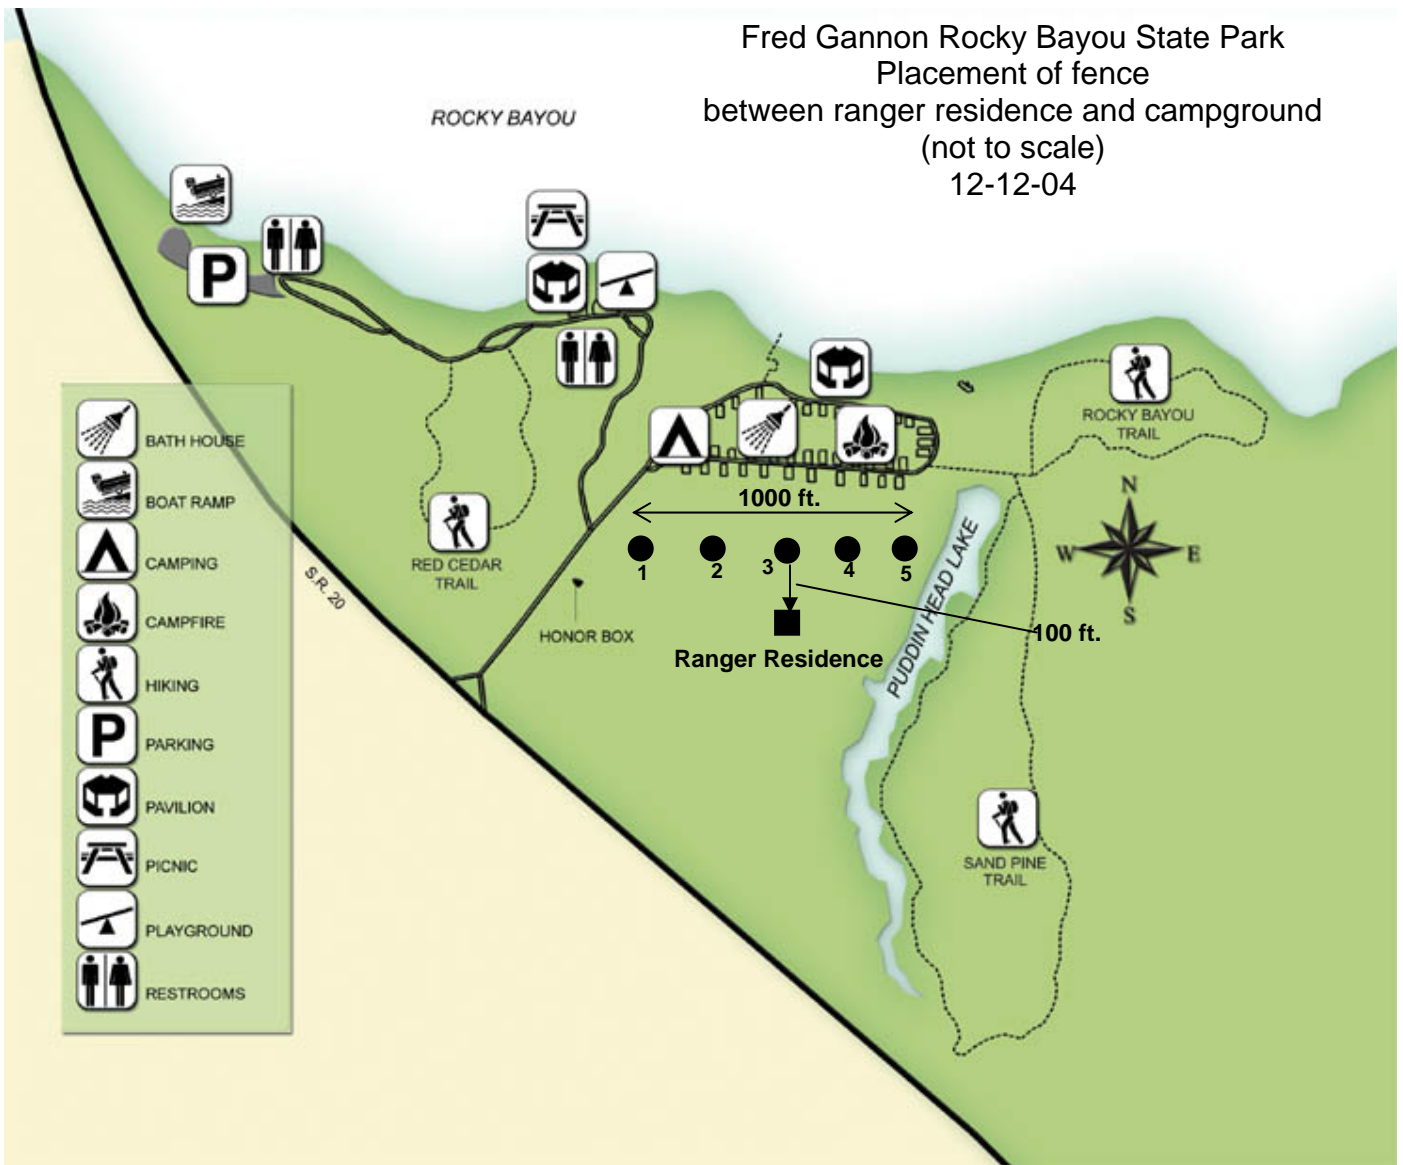 Fred Gannon Rocky Bayou State Park
Placement of fence
between ranger residence and campground
(not to scale)
12-12-04
ROCKY BAYOU
P
ROCKY BAYOU
TRAIL
BATH HOUSE
BOAT RAMP
CAMPING
CAMPFIRE
HIKING
P
PARKING
PAVILION
PICNIC
PLAYGROUND
RESTROOMS
1000 ft.
1
2
3
4
5
RED CEDAR
TRAIL
S.R. 20
HONOR BOX
Ranger Residence
100 ft.
PUDDIN HEAD LAKE
N
W
E
S
SAND PINE
TRAIL